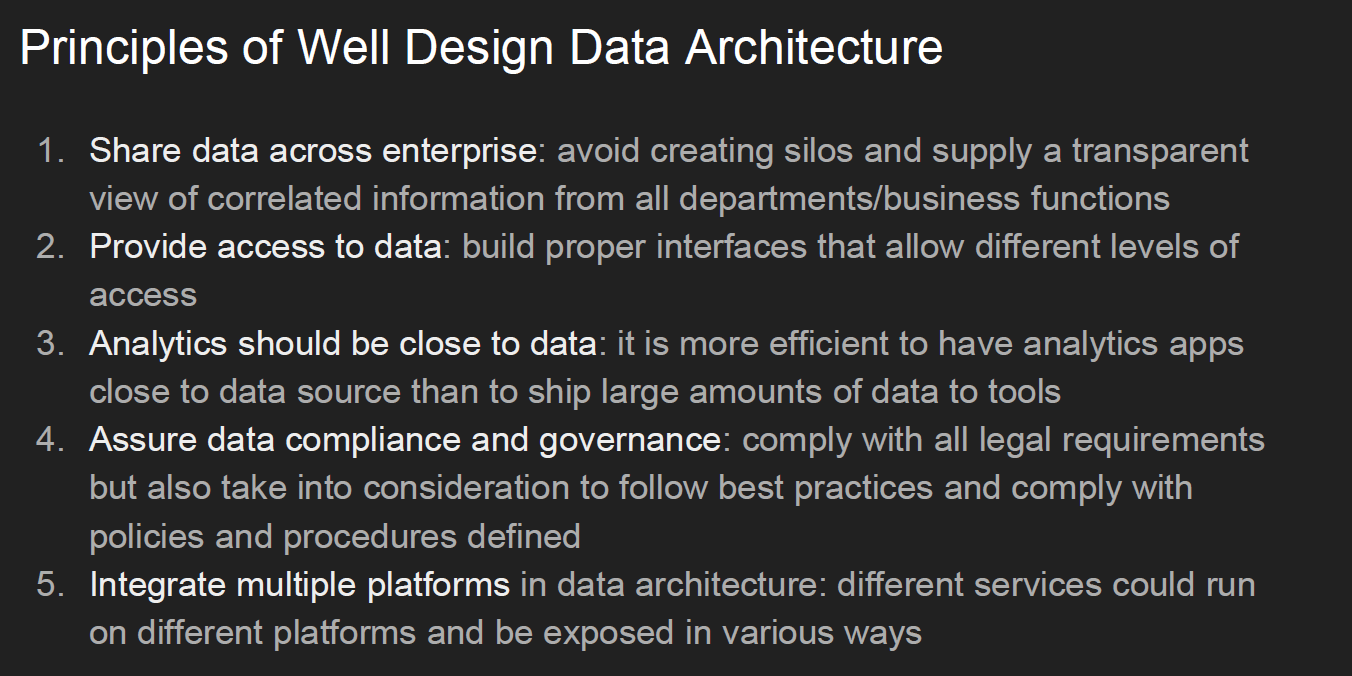 Principles of Well Design Data Architecture
1. Share data across enterprise: avoid creating silos and supply a transparent
view of correlated information from all departments/business functions
2. Provide access to data: build proper interfaces that allow different levels of
access
3. Analytics should be close to data: it is more efficient to have analytics apps
close to data source than to ship large amounts of data to tools
4. Assure data compliance and governance: comply with all legal requirements
but also take into consideration to follow best practices and comply with
policies and procedures defined
5. Integrate multiple platforms in data architecture: different services could run
on different platforms and be exposed in various ways